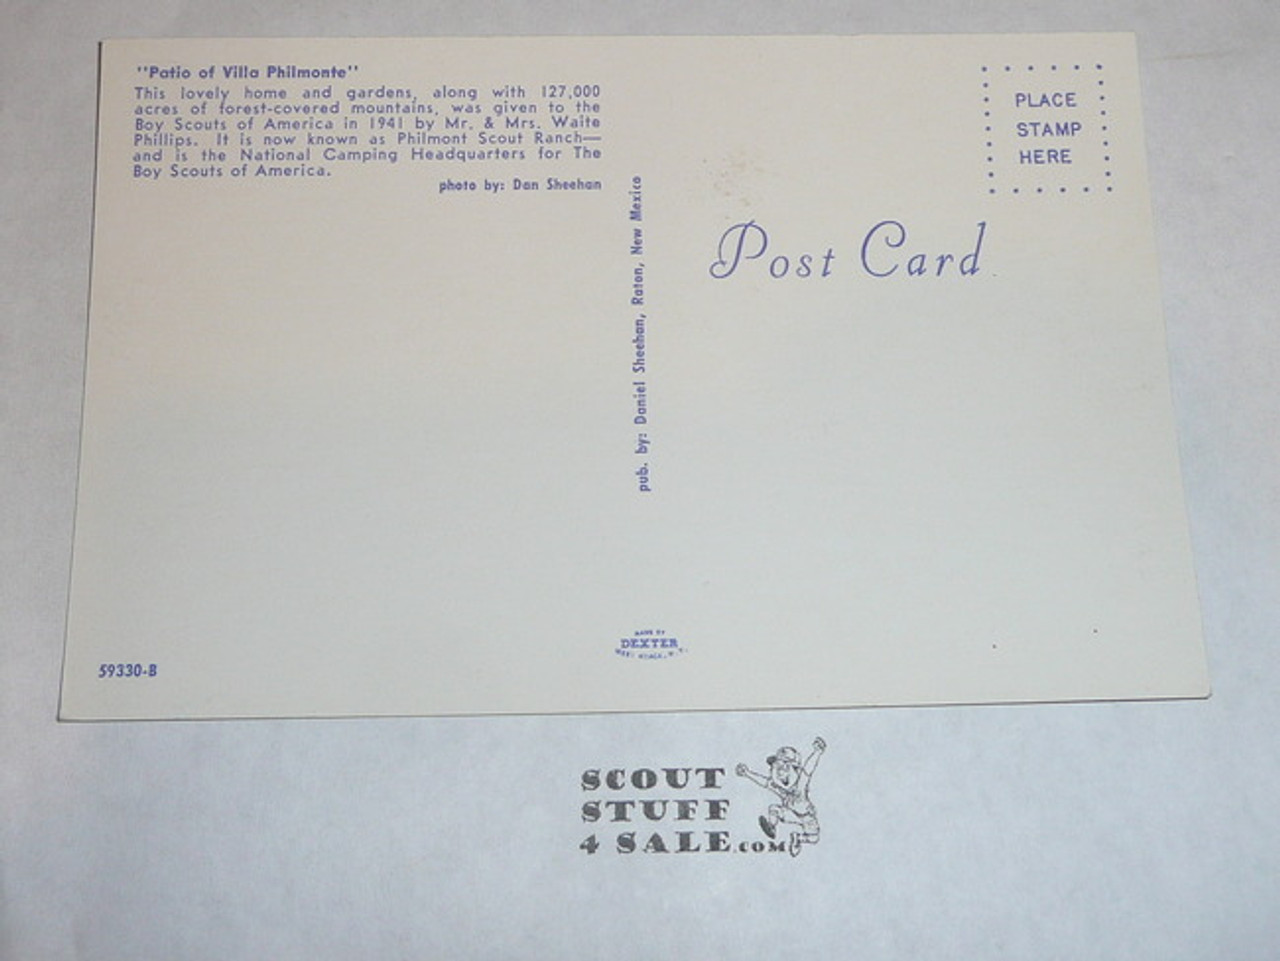 "Patio of Villa Philmonte"
This lovely home and gardens, along with 127,000
acres of forest-covered mountains, was given to the
Boy Scouts of America in 1941 by Mr. & Mrs. Waite
Phillips. It is now known as Philmont Scout Ranch—
and is the National Camping Headquarters for The
Boy Scouts of America.
photo by: Dan Sheehan
pub. by: Daniel Sheehan, Raton, New Mexico
PLACE
STAMP
HERE
Post Card
59330-B
MADE BY
DEXTER
WEST NYACK, N.Y.
SCOUT
STUFF
4 SALE.COM